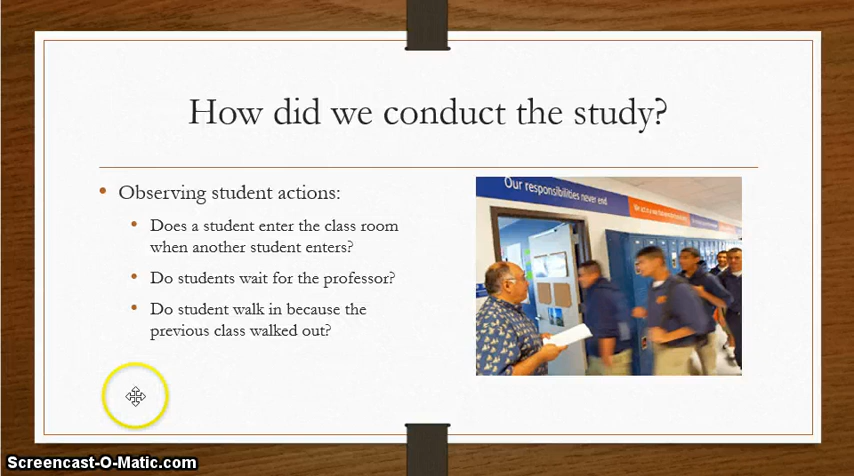 How did we conduct the study?
• Observing student actions:
• Does a student enter the class room
when another student enters?
• Do students wait for the professor?
• Do student walk in because the
previous class walked out?
Our responsibilities never end.
Screencast-O-Matic.com